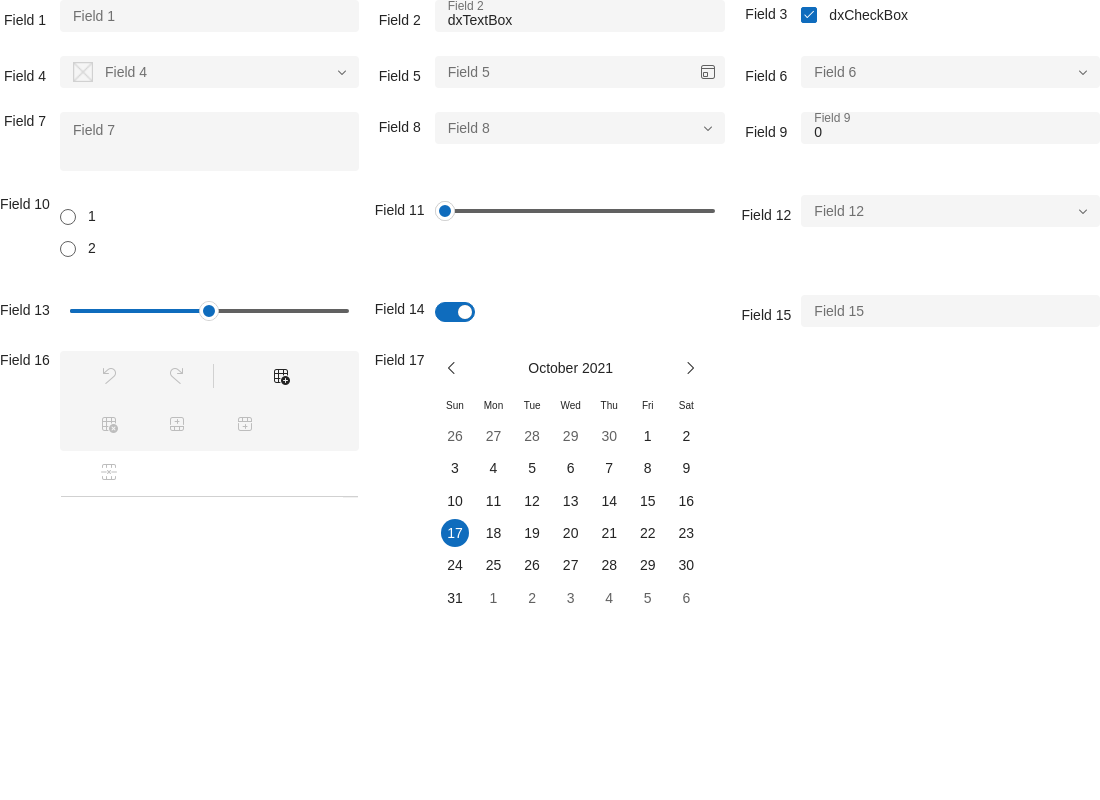 Field 1
Field 1
Field 2
Field 2
dxTextBox
Field 3
dxCheckBox
Field 4
Field 4
Field 5
Field 5
Field 6
Field 6
Field 7
Field 7
Field 8
Field 8
Field 9
Field 9
0
Field 10
1
2
Field 11
Field 12
Field 12
Field 13
Field 14
Field 15
Field 15
Field 16
Field 17
October 2021
Sun Mon Tue Wed Thu Fri Sat
26 27 28 29 30 1 2
3 4 5 6 7 8 9
10 11 12 13 14 15 16
17 18 19 20 21 22 23
24 25 26 27 28 29 30
31 1 2 3 4 5 6